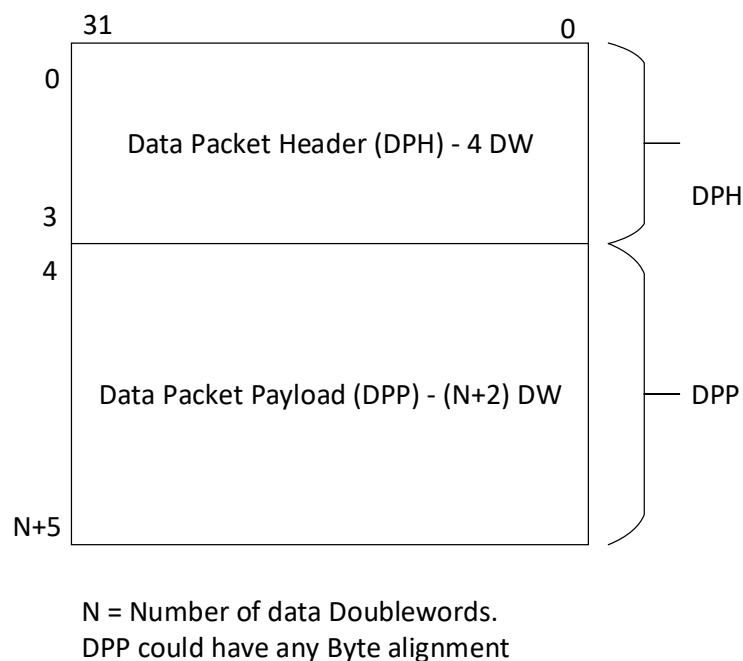 31 0
0
Data Packet Header (DPH) - 4 DW
DPH
3
4
Data Packet Payload (DPP) - (N+2) DW
DPP
N+5
N = Number of data Doublewords.
DPP could have any Byte alignment